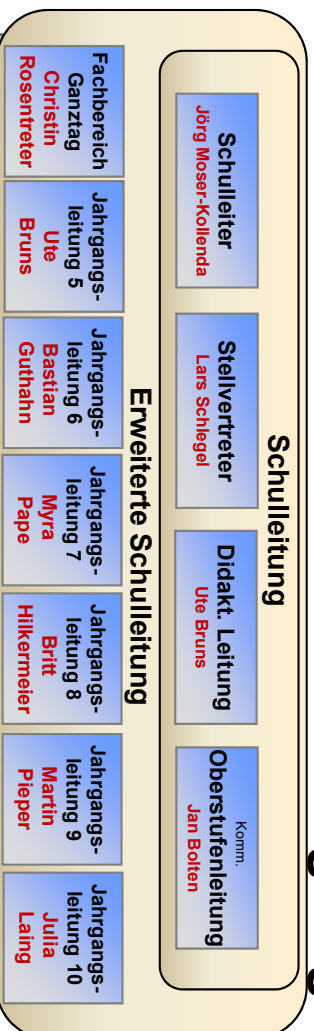 Schulleitung
Schulleiter
Jörg Moser-Kollenda
Stellvertreter
Lars Schlegel
Didakt. Leitung
Ute Bruns
Komm.
Oberstufenleitung
Jan Bolten
Erweiterte Schulleitung
Fachbereich
Ganztag
Christin
Rosentreter
Jahrgangs-
leitung 5
Ute
Bruns
Jahrgangs-
leitung 6
Bastian
Guthahn
Jahrgangs-
leitung 7
Myra
Pape
Jahrgangs-
leitung 8
Britt
Hilkermeier
Jahrgangs-
leitung 9
Martin
Pieper
Jahrgangs-
leitung 10
Julia
Laing